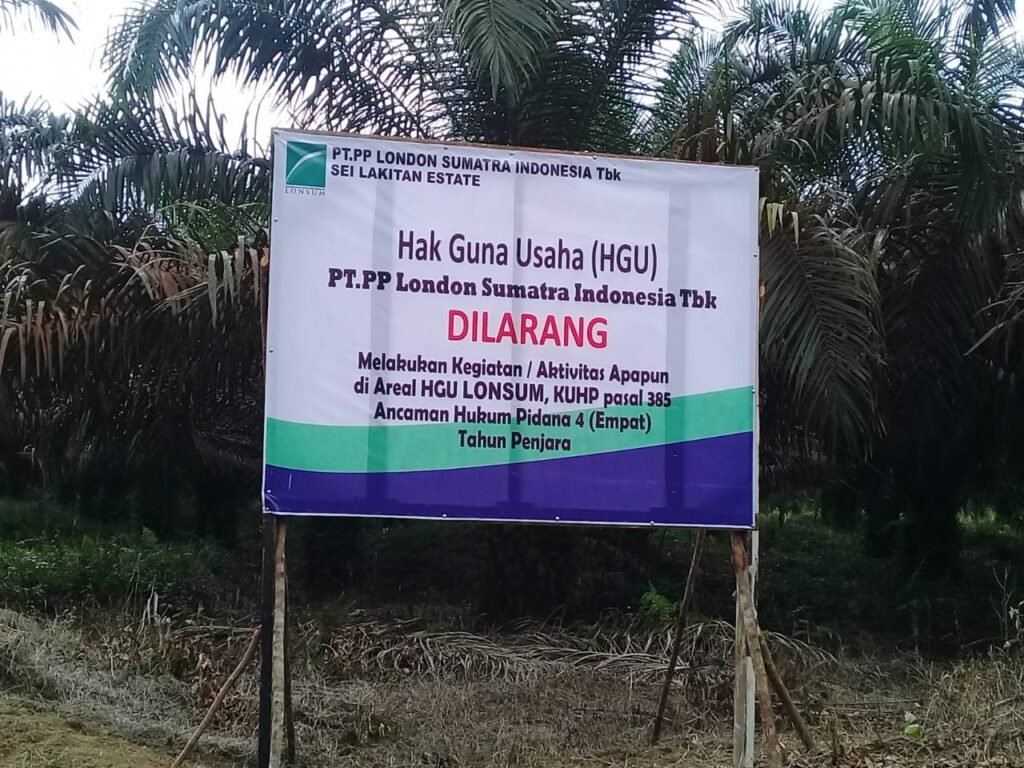 PT.PP LONDON SUMATRA INDONESIA Tbk
SEI LAKITAN ESTATE
LONSUM
Hak Guna Usaha (HGU)
PT.PP London Sumatra Indonesia Tbk
DILARANG
Melakukan Kegiatan / Aktivitas Apapun
di Areal HGU LONSUM, KUHP pasal 385
Ancaman Hukum Pidana 4 (Empat)
Tahun Penjara